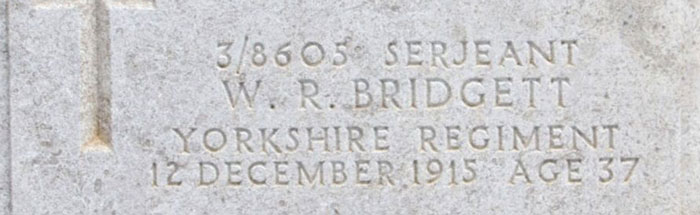 3/8605 SERJEANT
W. R. BRIDGETT
YORKSHIRE REGIMENT
12 DECEMBER 1915 AGE 37